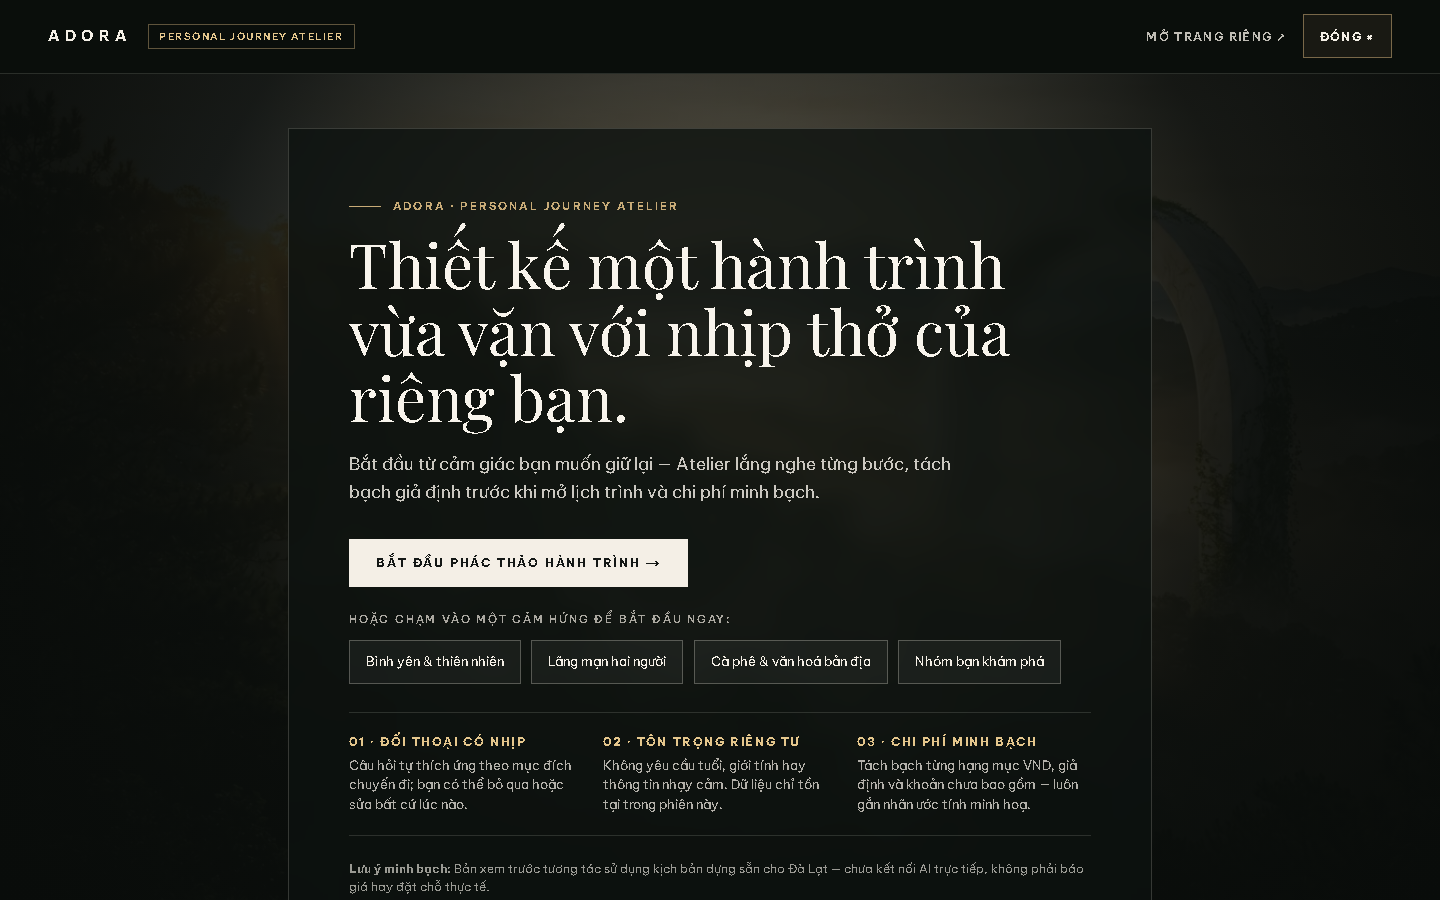 ADORA
PERSONAL JOURNEY ATELIER
MỞ TRANG RIÊNG ↗
ĐÓNG ×
ADORA · PERSONAL JOURNEY ATELIER
Thiết kế một hành trình
vừa vặn với nhịp thở của
riêng bạn.
Bắt đầu từ cảm giác bạn muốn giữ lại — Atelier lắng nghe từng bước, tách
bạch giả định trước khi mở lịch trình và chi phí minh bạch.
BẮT ĐẦU PHÁC THẢO HÀNH TRÌNH →
HOẶC CHẠM VÀO MỘT CẢM HỨNG ĐỂ BẮT ĐẦU NGAY:
Bình yên & thiên nhiên
Lãng mạn hai người
Cà phê & văn hoá bản địa
Nhóm bạn khám phá
01 · ĐỐI THOẠI CÓ NHỊP
Câu hỏi tự thích ứng theo mục đích
chuyến đi; bạn có thể bỏ qua hoặc
sửa bất cứ lúc nào.
02 · TÔN TRỌNG RIÊNG TƯ
Không yêu cầu tuổi, giới tính hay
thông tin nhạy cảm. Dữ liệu chỉ tồn
tại trong phiên này.
03 · CHI PHÍ MINH BẠCH
Tách bạch từng hạng mục VND, giả
định và khoản chưa bao gồm — luôn
gắn nhãn ước tính minh hoạ.
Lưu ý minh bạch: Bản xem trước tương tác sử dụng kịch bản dựng sẵn cho Đà Lạt — chưa kết nối AI trực tiếp, không phải báo
giá hay đặt chỗ thực tế.